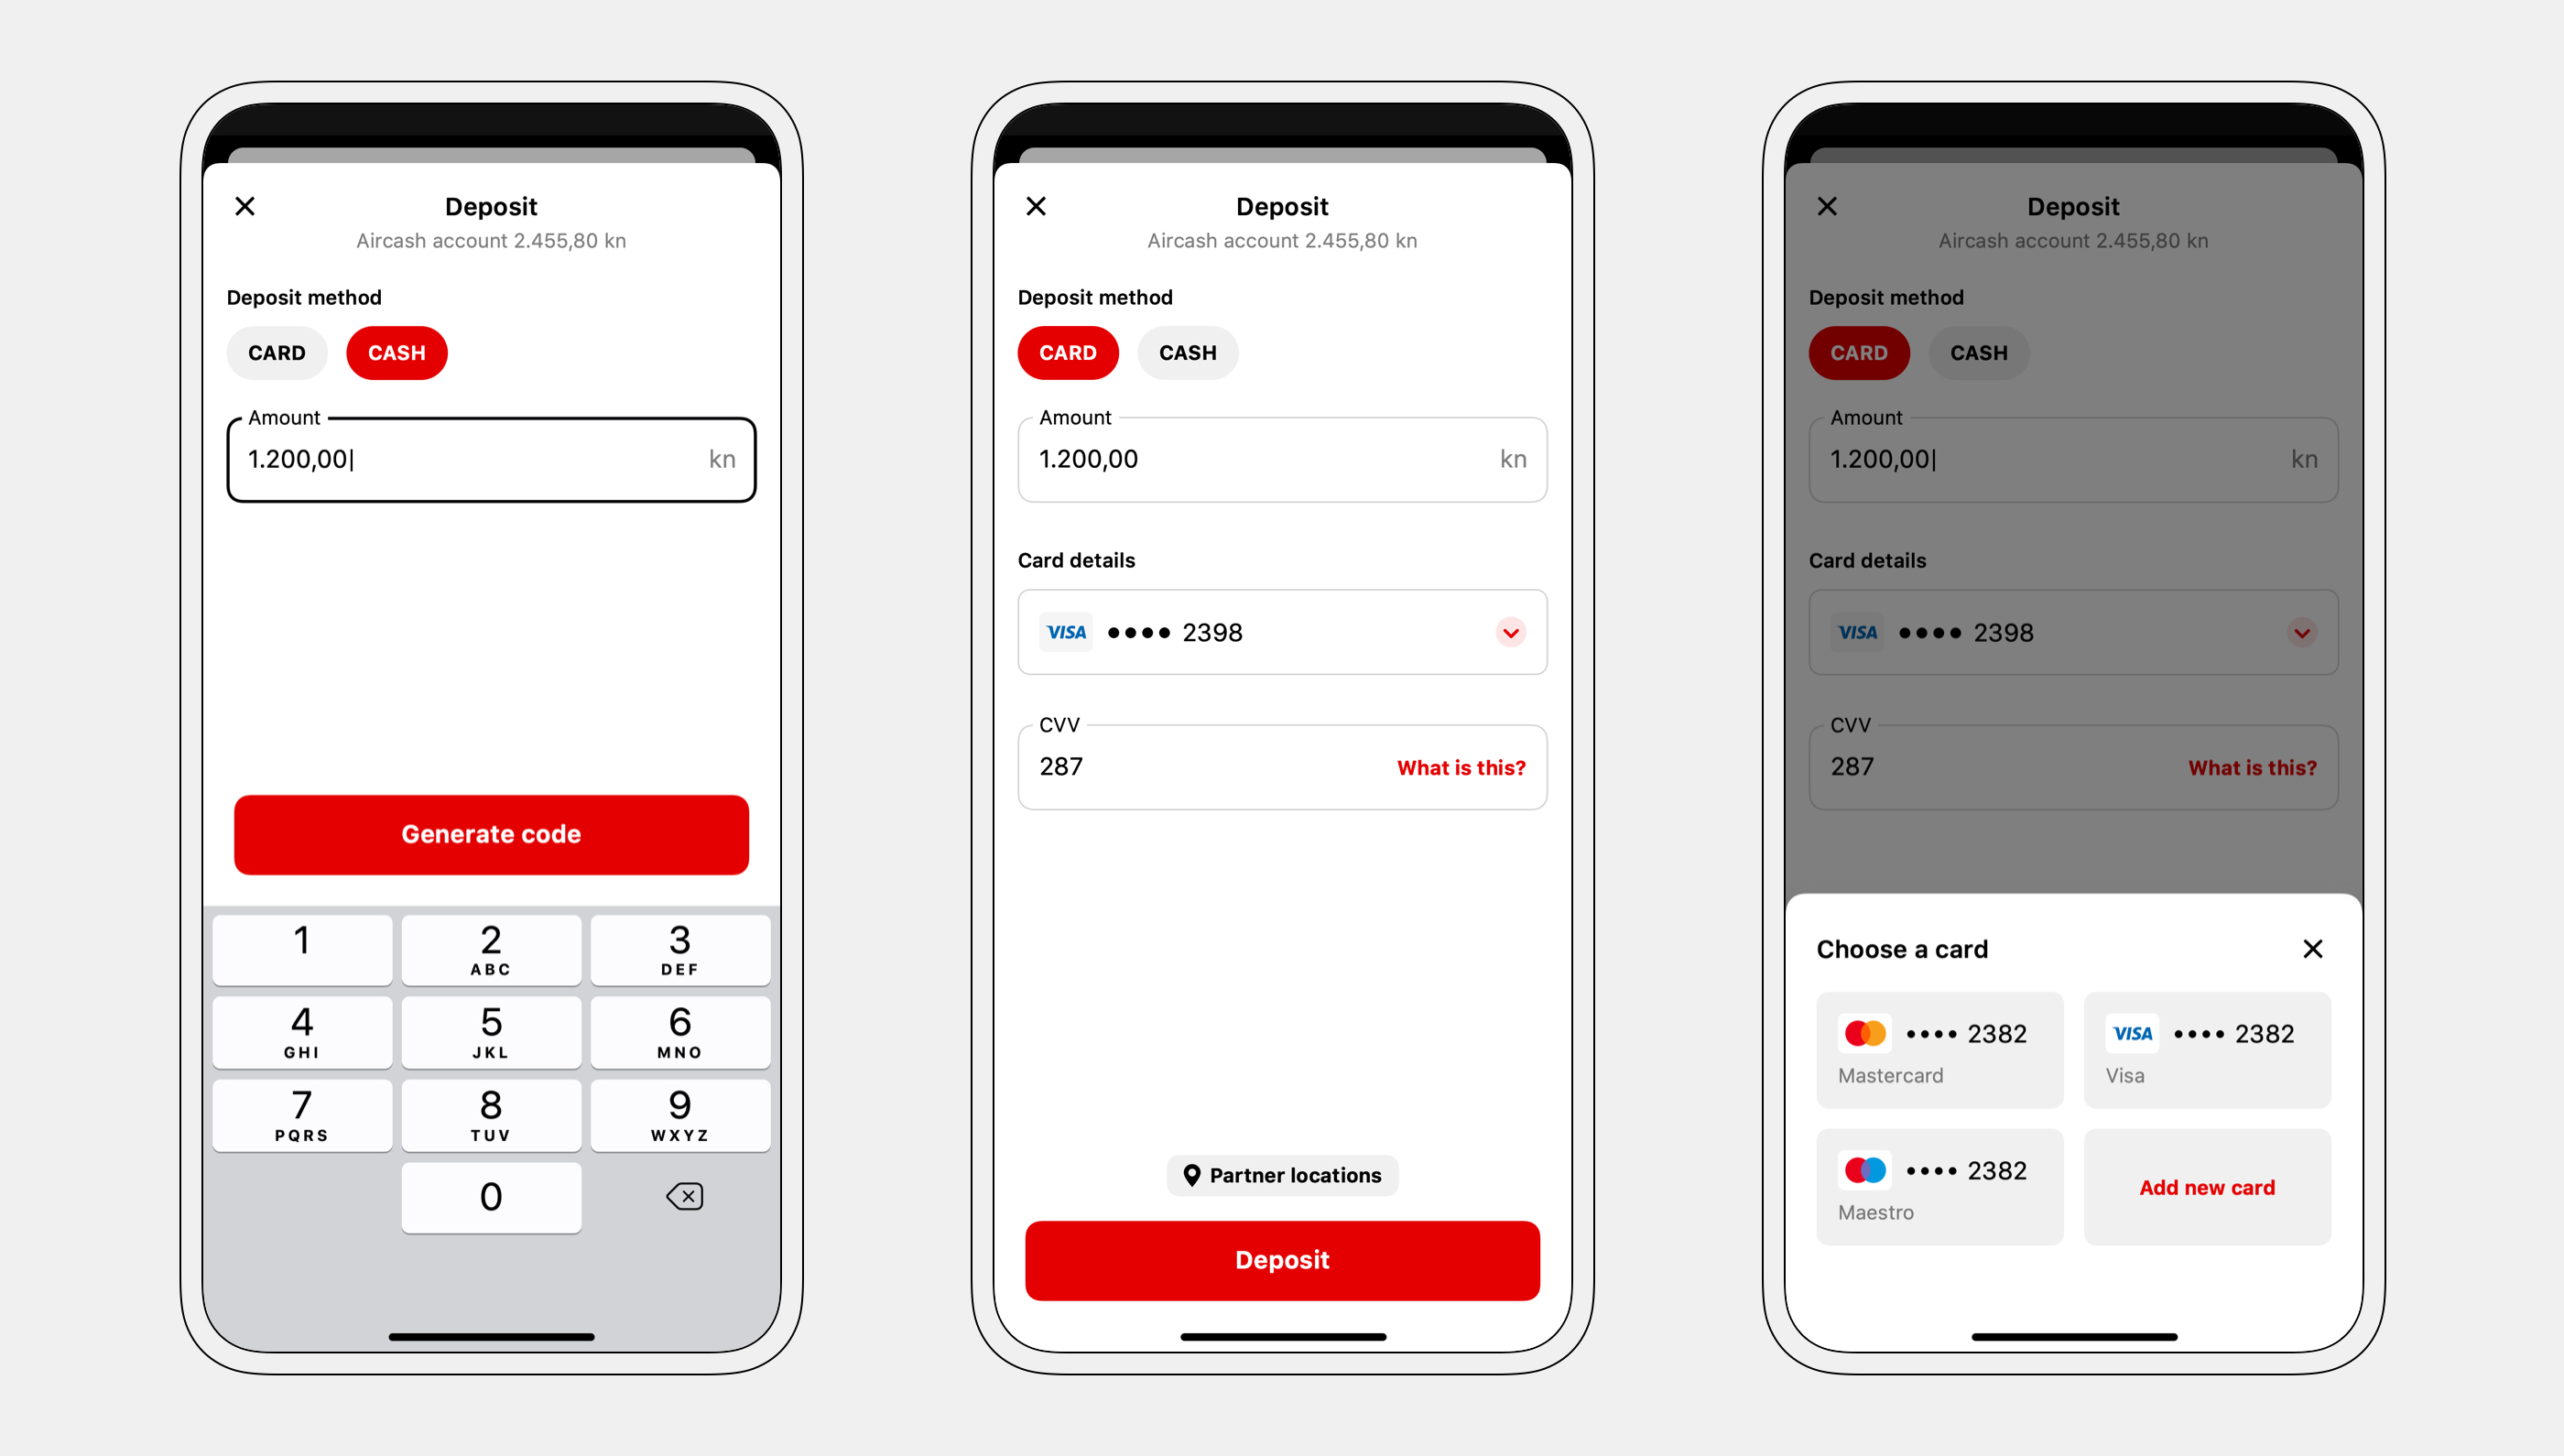 Deposit
Aircash account 2.455,80 kn
Deposit method
CARD CASH
Amount
1.200,00 kn
Generate code
1 2 3
ABC DEF
4 5 6
GHI JKL MNO
7 8 9
PQRS TUV WXYZ
0
Deposit
Aircash account 2.455,80 kn
Deposit method
CARD CASH
Amount
1.200,00 kn
Card details
VISA •••• 2398
CVV
287 What is this?
Partner locations
Deposit
Deposit
Aircash account 2.455,80 kn
Deposit method
CARD CASH
Amount
1.200,00 kn
Card details
VISA •••• 2398
CVV
287 What is this?
Choose a card
•••• 2382 VISA •••• 2382
Mastercard Visa
•••• 2382
Maestro
Add new card